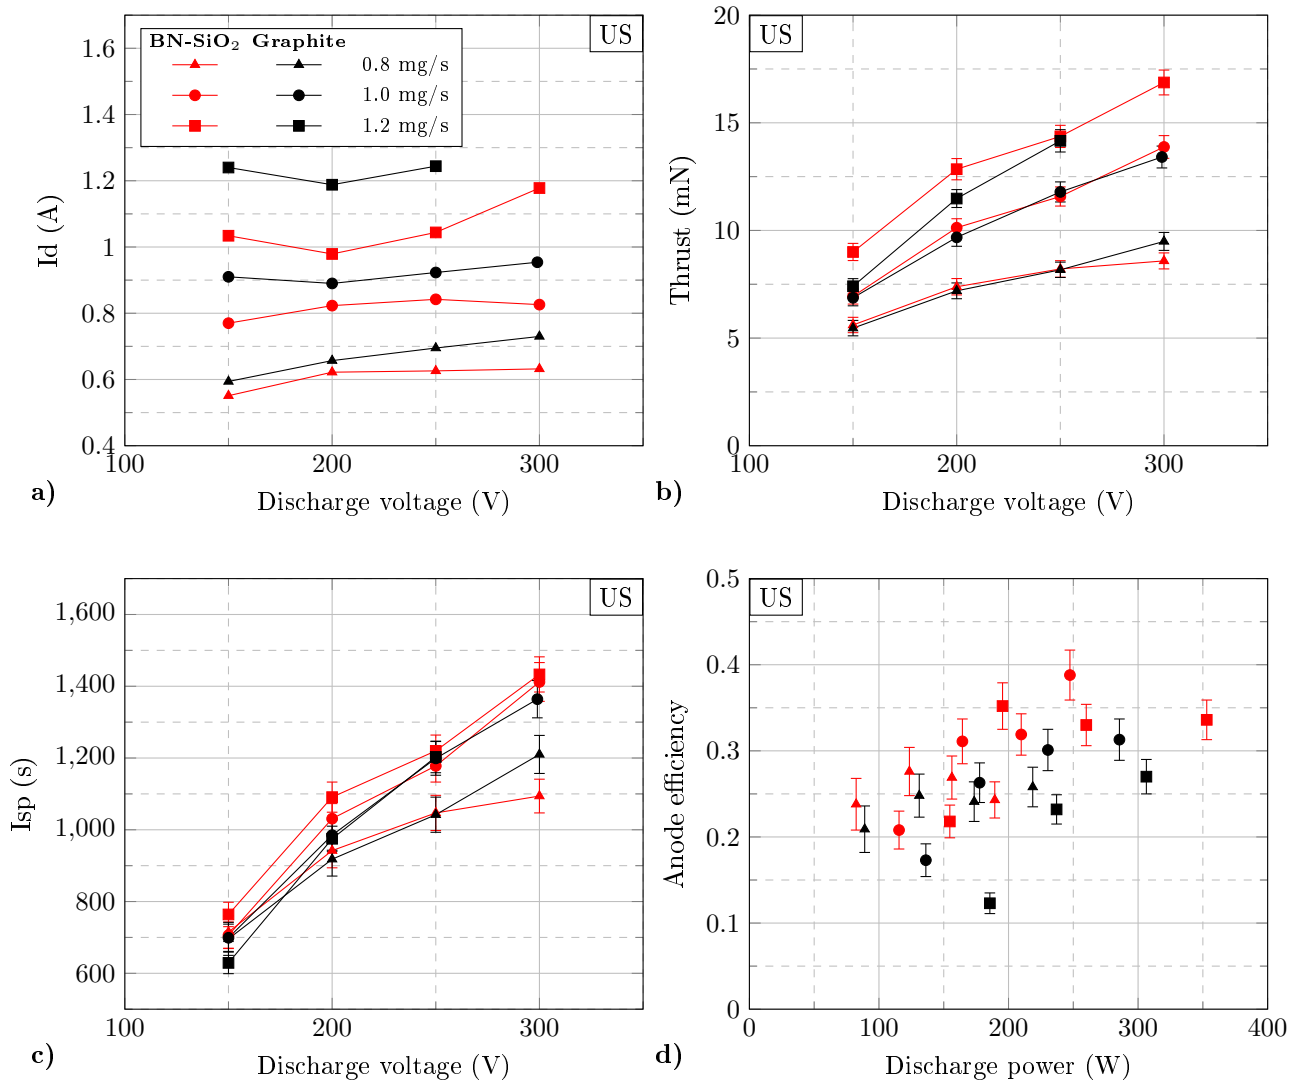 US
BN-SiO₂ Graphite
0.8 mg/s
1.0 mg/s
1.2 mg/s
1.6
1.4
1.2
1
0.8
0.6
0.4
100 200 300
Id (A)
Discharge voltage (V)
a)
US
20
15
10
5
0
100 200 300
Thrust (mN)
Discharge voltage (V)
b)
US
1,600
1,400
1,200
1,000
800
600
100 200 300
Isp (s)
Discharge voltage (V)
c)
US
0.5
0.4
0.3
0.2
0.1
0
0 100 200 300 400
Anode efficiency
Discharge power (W)
d)